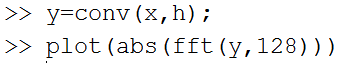 >> y=conv(x,h);
>> plot(abs(fft(y,128)))